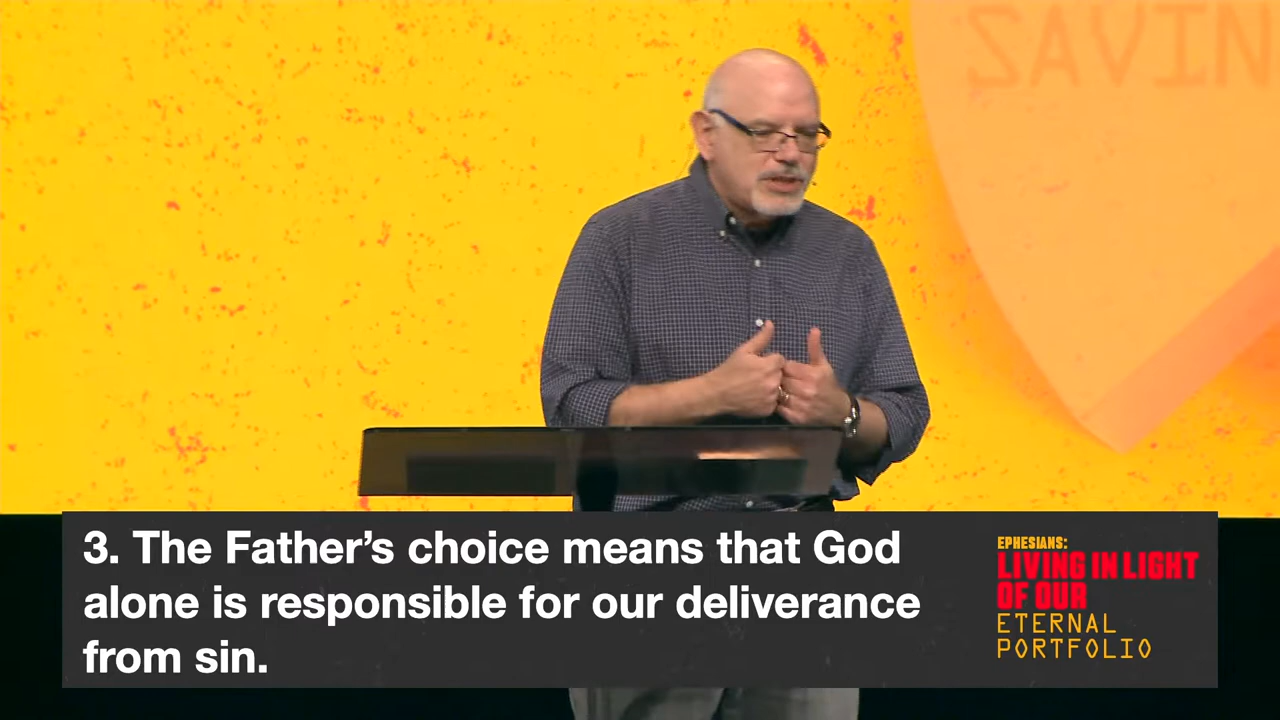 SAVIN
3. The Father’s choice means that God
alone is responsible for our deliverance
from sin.
EPHESIANS:
LIVING IN LIGHT
OF OUR
ETERNAL
PORTFOLIO